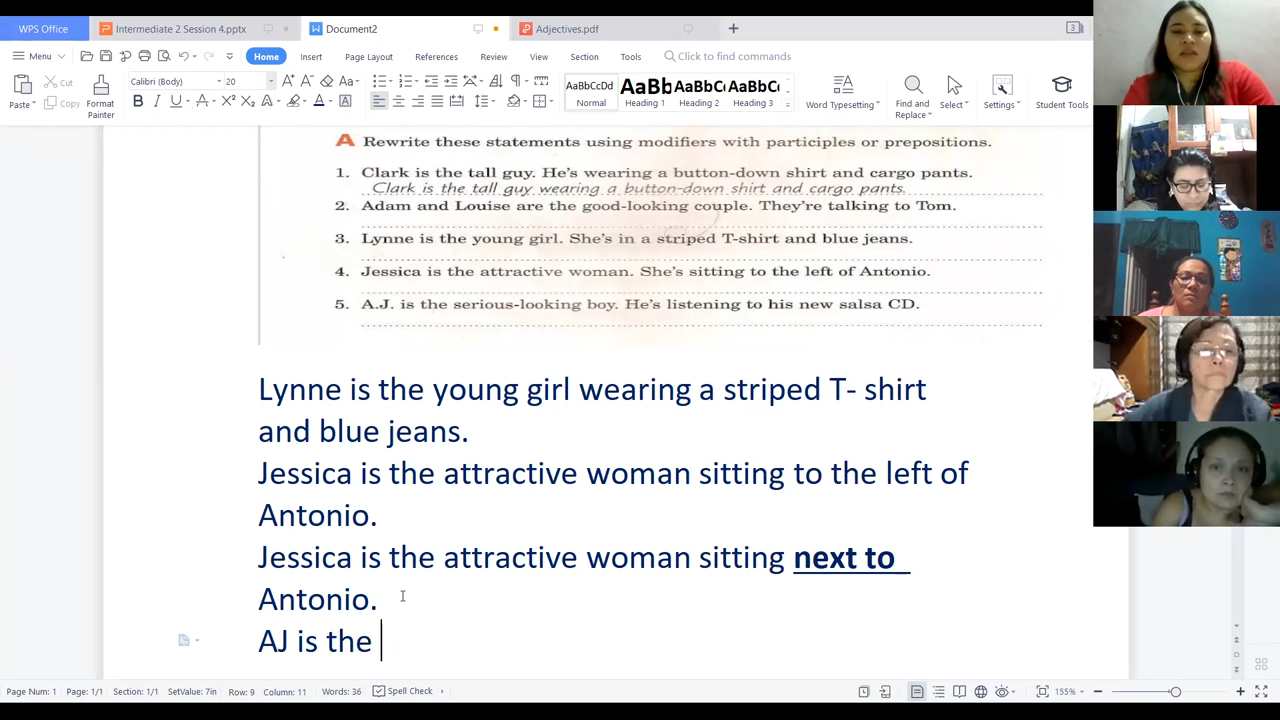 WPS Office Intermediate 2 Session 4.pptx Document2 Adjectives.pdf + 3
Menu Home Insert Page Layout References Review View Section Tools Click to find commands
Paste Cut Copy Format Painter Calibri (Body) 20 AaBbCcDd Normal AaBb Heading 1 AaBbC Heading 2 AaBbC Heading 3 Word Typesetting Find and Replace Select Settings Student Tools
A Rewrite these statements using modifiers with participles or prepositions.
1. Clark is the tall guy. He's wearing a button-down shirt and cargo pants.
Clark is the tall guy wearing a button-down shirt and cargo pants.
2. Adam and Louise are the good-looking couple. They're talking to Tom.
3. Lynne is the young girl. She's in a striped T-shirt and blue jeans.
4. Jessica is the attractive woman. She's sitting to the left of Antonio.
5. A.J. is the serious-looking boy. He's listening to his new salsa CD.
Lynne is the young girl wearing a striped T- shirt
and blue jeans.
Jessica is the attractive woman sitting to the left of
Antonio.
Jessica is the attractive woman sitting next to
Antonio.
AJ is the
Page Num: 1 Page: 1/1 Section: 1/1 SetValue: 7in Row: 9 Column: 11 Words: 36 Spell Check 155%